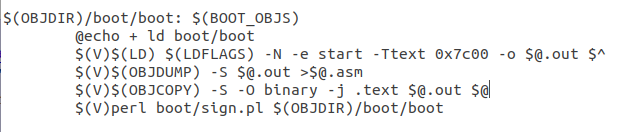 $(OBJDIR)/boot/boot: $(BOOT_OBJS)
@echo + ld boot/boot
$(V)$(LD) $(LDFLAGS) -N -e start -Ttext 0x7c00 -o $@.out $^
$(V)$(OBJDUMP) -S $@.out >$@.asm
$(V)$(OBJCOPY) -S -O binary -j .text $@.out $@
$(V)perl boot/sign.pl $(OBJDIR)/boot/boot